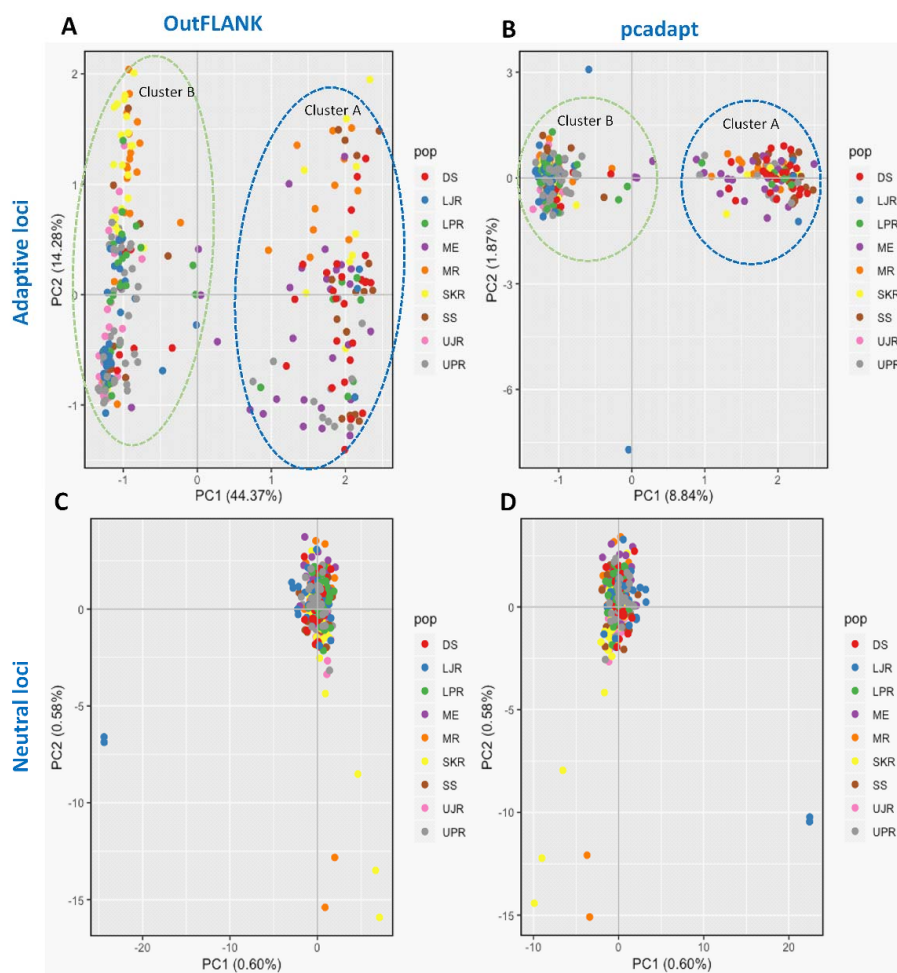 OutFLANK
pcadapt
A
B
Adaptive loci
Neutral loci
Cluster B
Cluster A
PC2 (14.28%)
2
1
0
-1
-1
0
1
2
PC1 (44.37%)
pop
DS
LJR
LPR
ME
MR
SKR
SS
UJR
UPR
Cluster B
Cluster A
PC2 (1.87%)
3
0
-3
-6
-1
0
1
2
PC1 (8.84%)
pop
DS
LJR
LPR
ME
MR
SKR
SS
UJR
UPR
C
PC2 (0.58%)
0
-5
-10
-15
-20
-10
0
PC1 (0.60%)
pop
DS
LJR
LPR
ME
MR
SKR
SS
UJR
UPR
D
PC2 (0.58%)
0
-5
-10
-15
-10
0
10
20
PC1 (0.60%)
pop
DS
LJR
LPR
ME
MR
SKR
SS
UJR
UPR